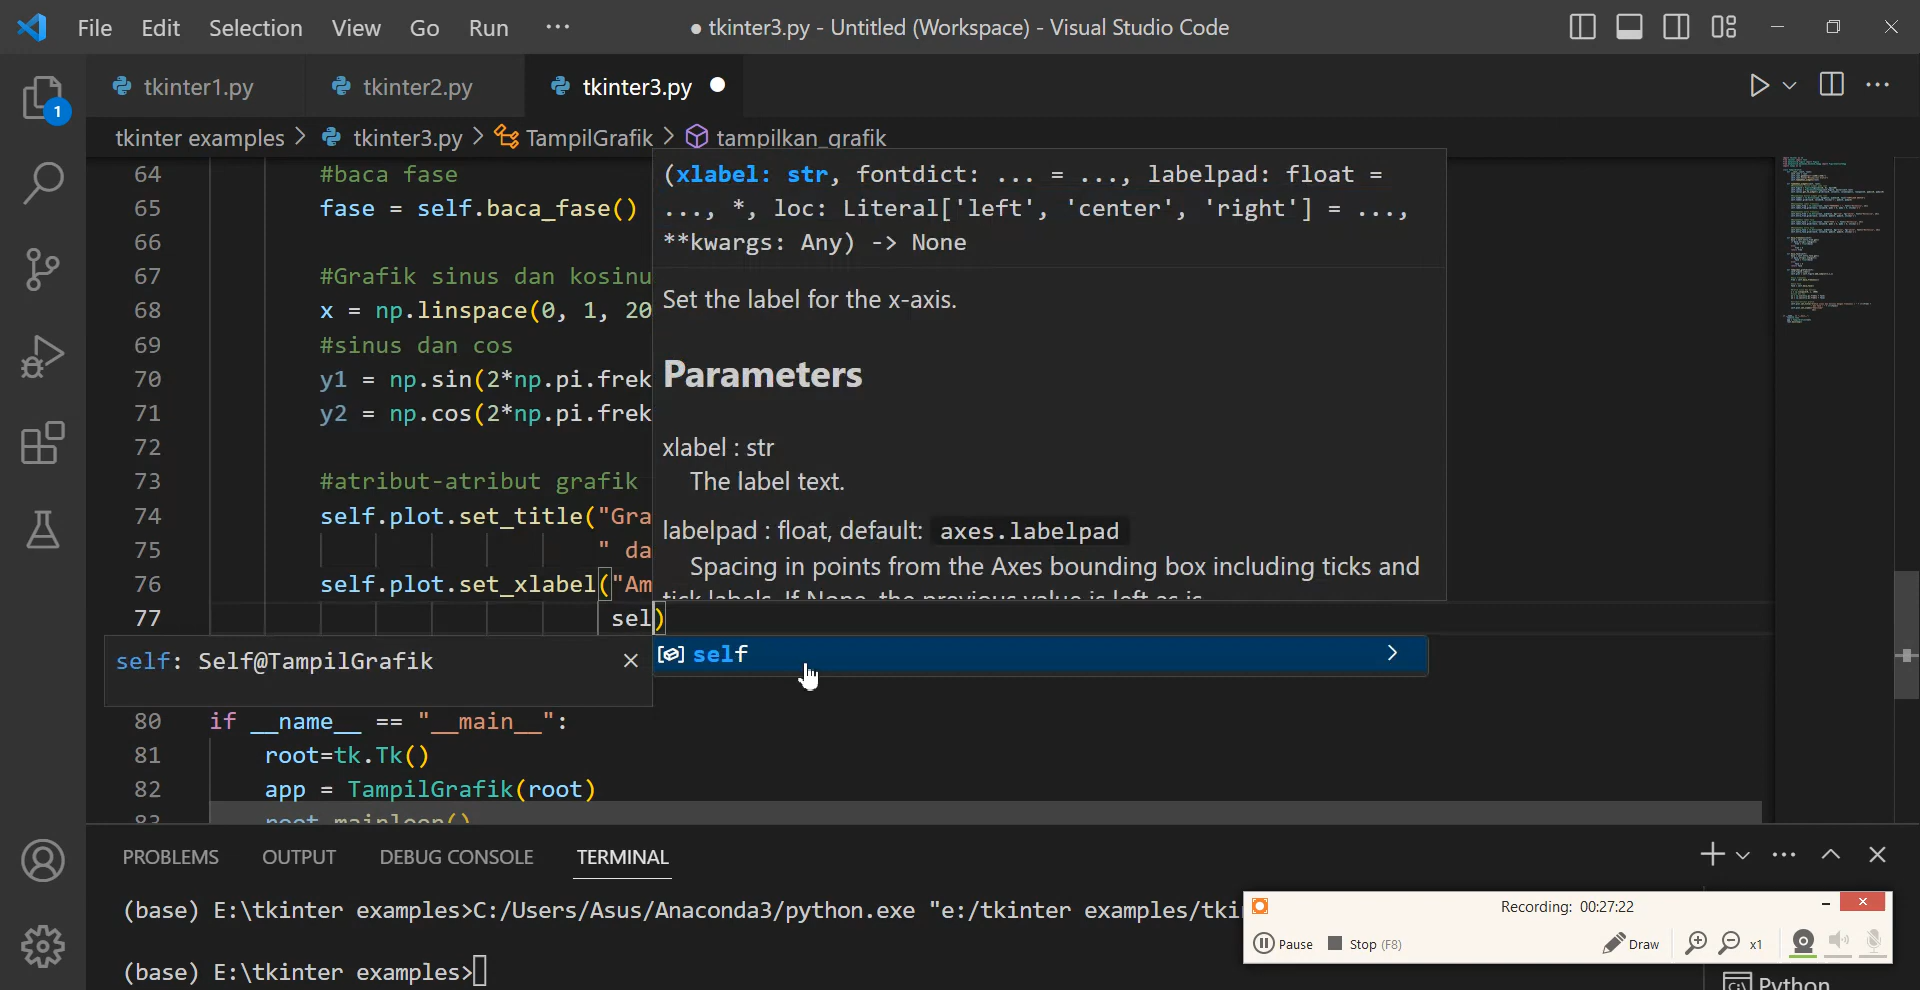 File Edit Selection View Go Run ···
● tkinter3.py - Untitled (Workspace) - Visual Studio Code
1
tkinter1.py
tkinter2.py
tkinter3.py ●
tkinter examples > tkinter3.py > TampilGrafik > tampilkan_grafik
64 #baca fase
65 fase = self.baca_fase()
66
67 #Grafik sinus dan kosinu
68 x = np.linspace(0, 1, 20
69 #sinus dan cos
70 y1 = np.sin(2*np.pi.frek
71 y2 = np.cos(2*np.pi.frek
72
73 #atribut-atribut grafik
74 self.plot.set_title("Gra
75 " da
76 self.plot.set_xlabel("Am
77 sel)
(xlabel: str, fontdict: ... = ..., labelpad: float =
..., *, loc: Literal['left', 'center', 'right'] = ...,
**kwargs: Any) -> None
Set the label for the x-axis.
Parameters
xlabel : str
The label text.
labelpad : float, default: axes.labelpad
Spacing in points from the Axes bounding box including ticks and
tick labels. If None, the previous value is left as is.
self: Self@TampilGrafik
self
80 if __name__ == "__main__":
81 root=tk.Tk()
82 app = TampilGrafik(root)
83 root.mainloop()
PROBLEMS OUTPUT DEBUG CONSOLE TERMINAL
(base) E:\tkinter examples>C:/Users/Asus/Anaconda3/python.exe "e:/tkinter examples/tki
(base) E:\tkinter examples>
Recording: 00:27:22
Pause Stop (F8) Draw x1
Python